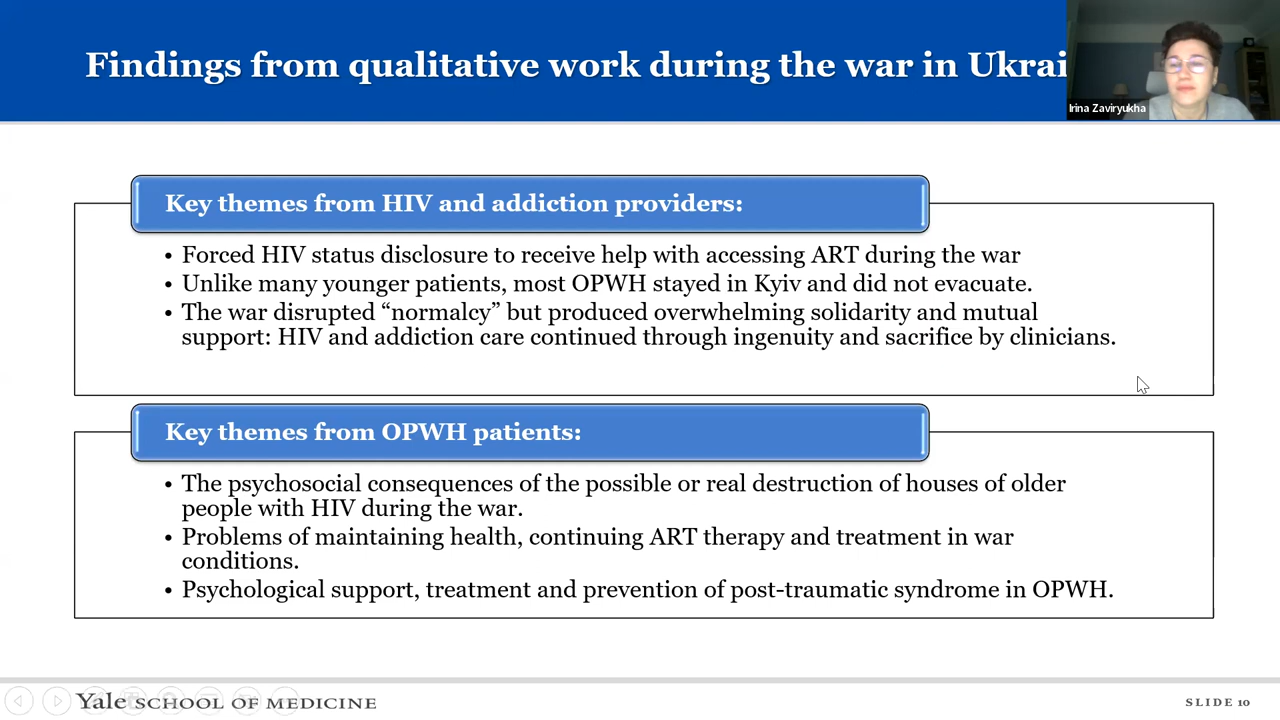 Findings from qualitative work during the war in Ukrai
Irina Zaviryukha
Key themes from HIV and addiction providers:
• Forced HIV status disclosure to receive help with accessing ART during the war
• Unlike many younger patients, most OPWH stayed in Kyiv and did not evacuate.
• The war disrupted “normalcy” but produced overwhelming solidarity and mutual
support: HIV and addiction care continued through ingenuity and sacrifice by clinicians.
Key themes from OPWH patients:
• The psychosocial consequences of the possible or real destruction of houses of older
people with HIV during the war.
• Problems of maintaining health, continuing ART therapy and treatment in war
conditions.
• Psychological support, treatment and prevention of post-traumatic syndrome in OPWH.
Yale SCHOOL OF MEDICINE
SLIDE 10